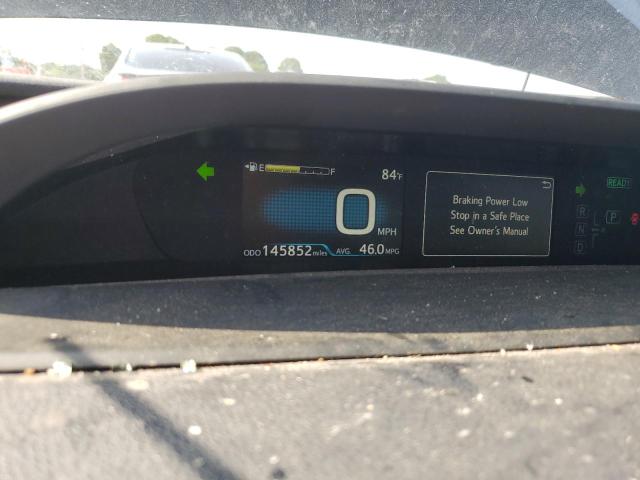 E F
84°F
0 MPH
ODO 145852 miles AVG. 46.0 MPG
Braking Power Low
Stop in a Safe Place
See Owner's Manual
READY
R
N
D
P